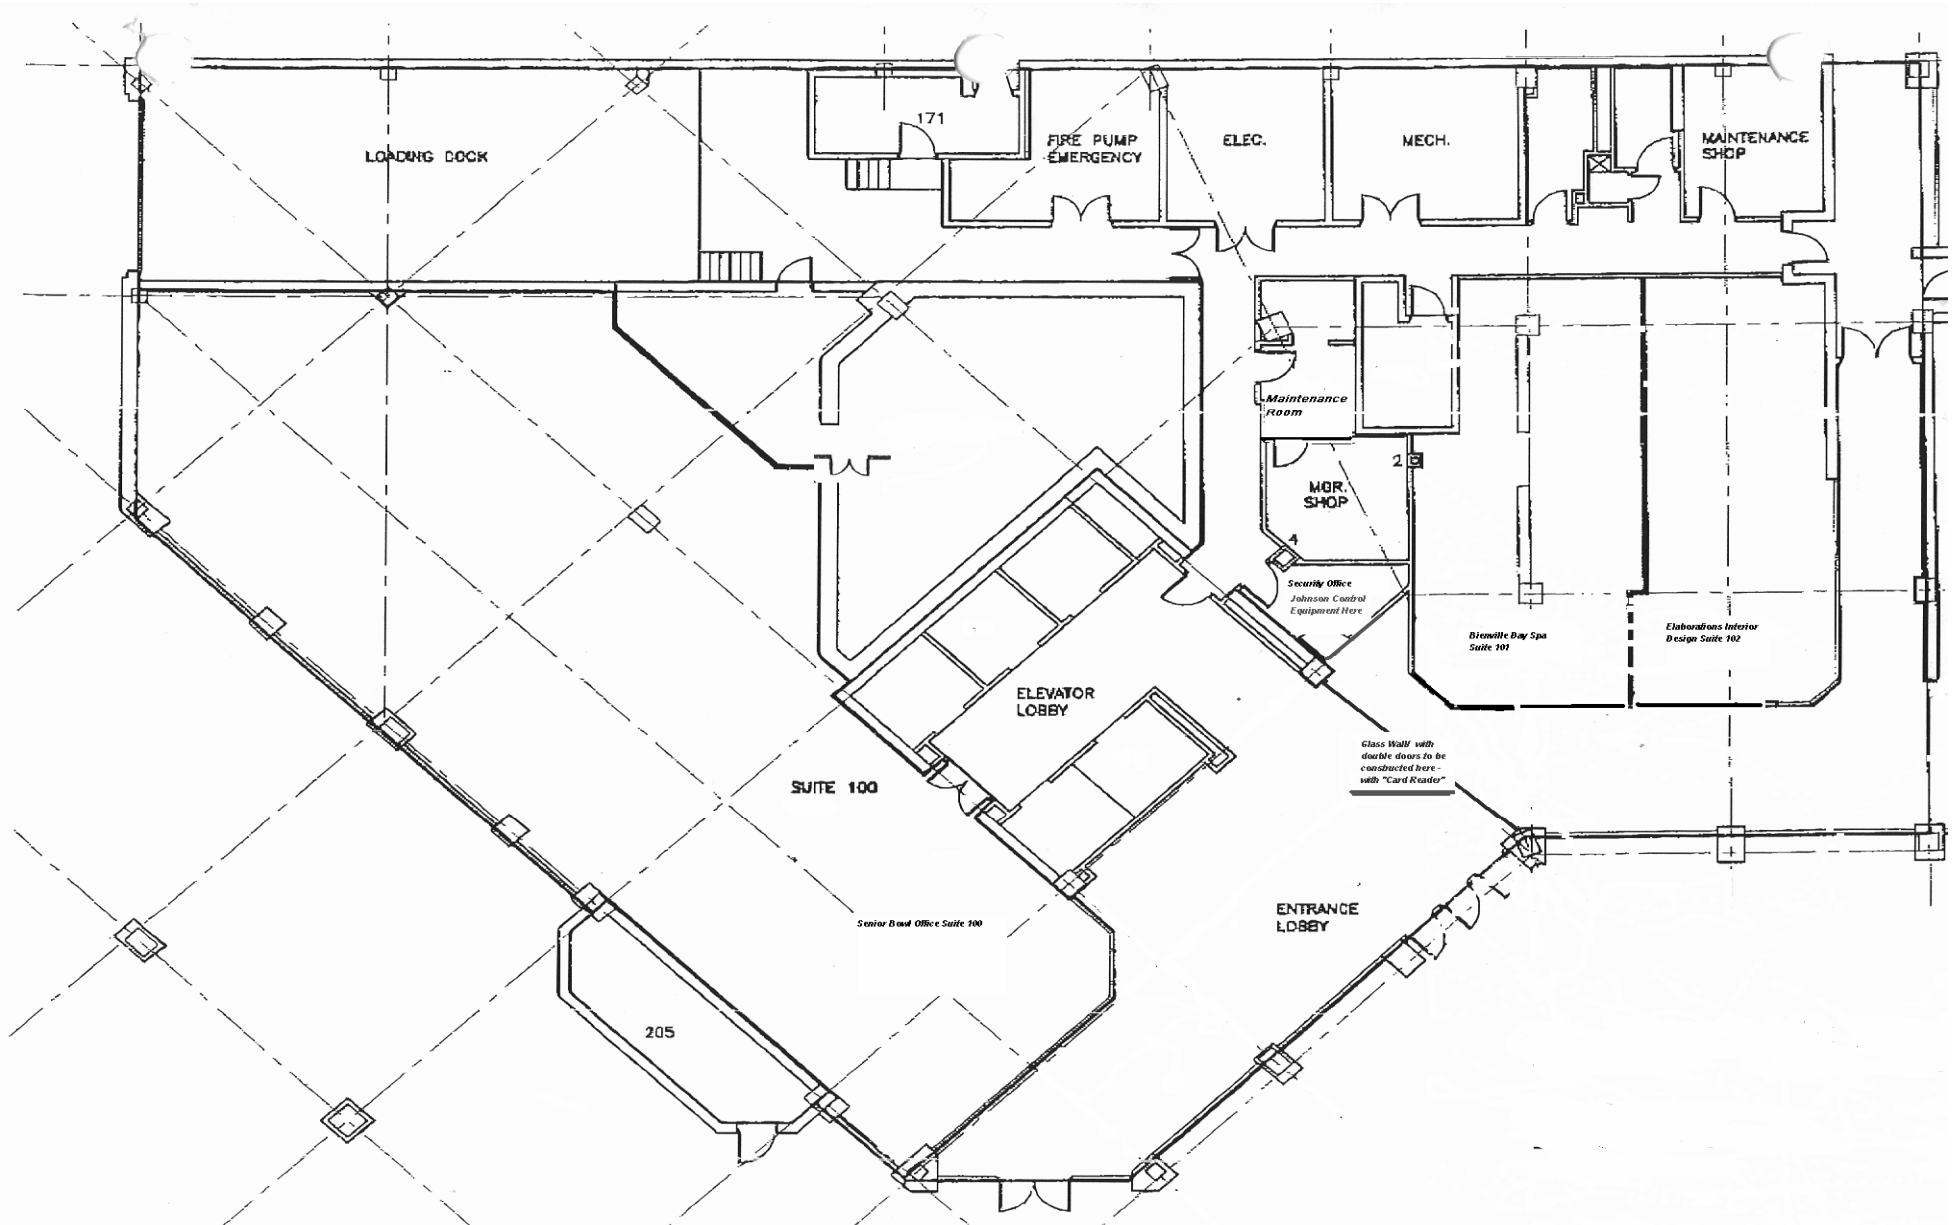 171
LOADING DOCK
FIRE PUMP
EMERGENCY
ELEC.
MECH.
MAINTENANCE
SHOP
Maintenance
Room
2
MGR.
SHOP
4
Security Office
Johnson Control
Equipment Here
Bienville Day Spa
Suite 101
Elaborations Interior
Design Suite 102
ELEVATOR
LOBBY
Glass Wall/ with
double doors to be
constructed here -
with "Card Reader"
SUITE 100
Senior Bowl Office Suite 100
ENTRANCE
LOBBY
205